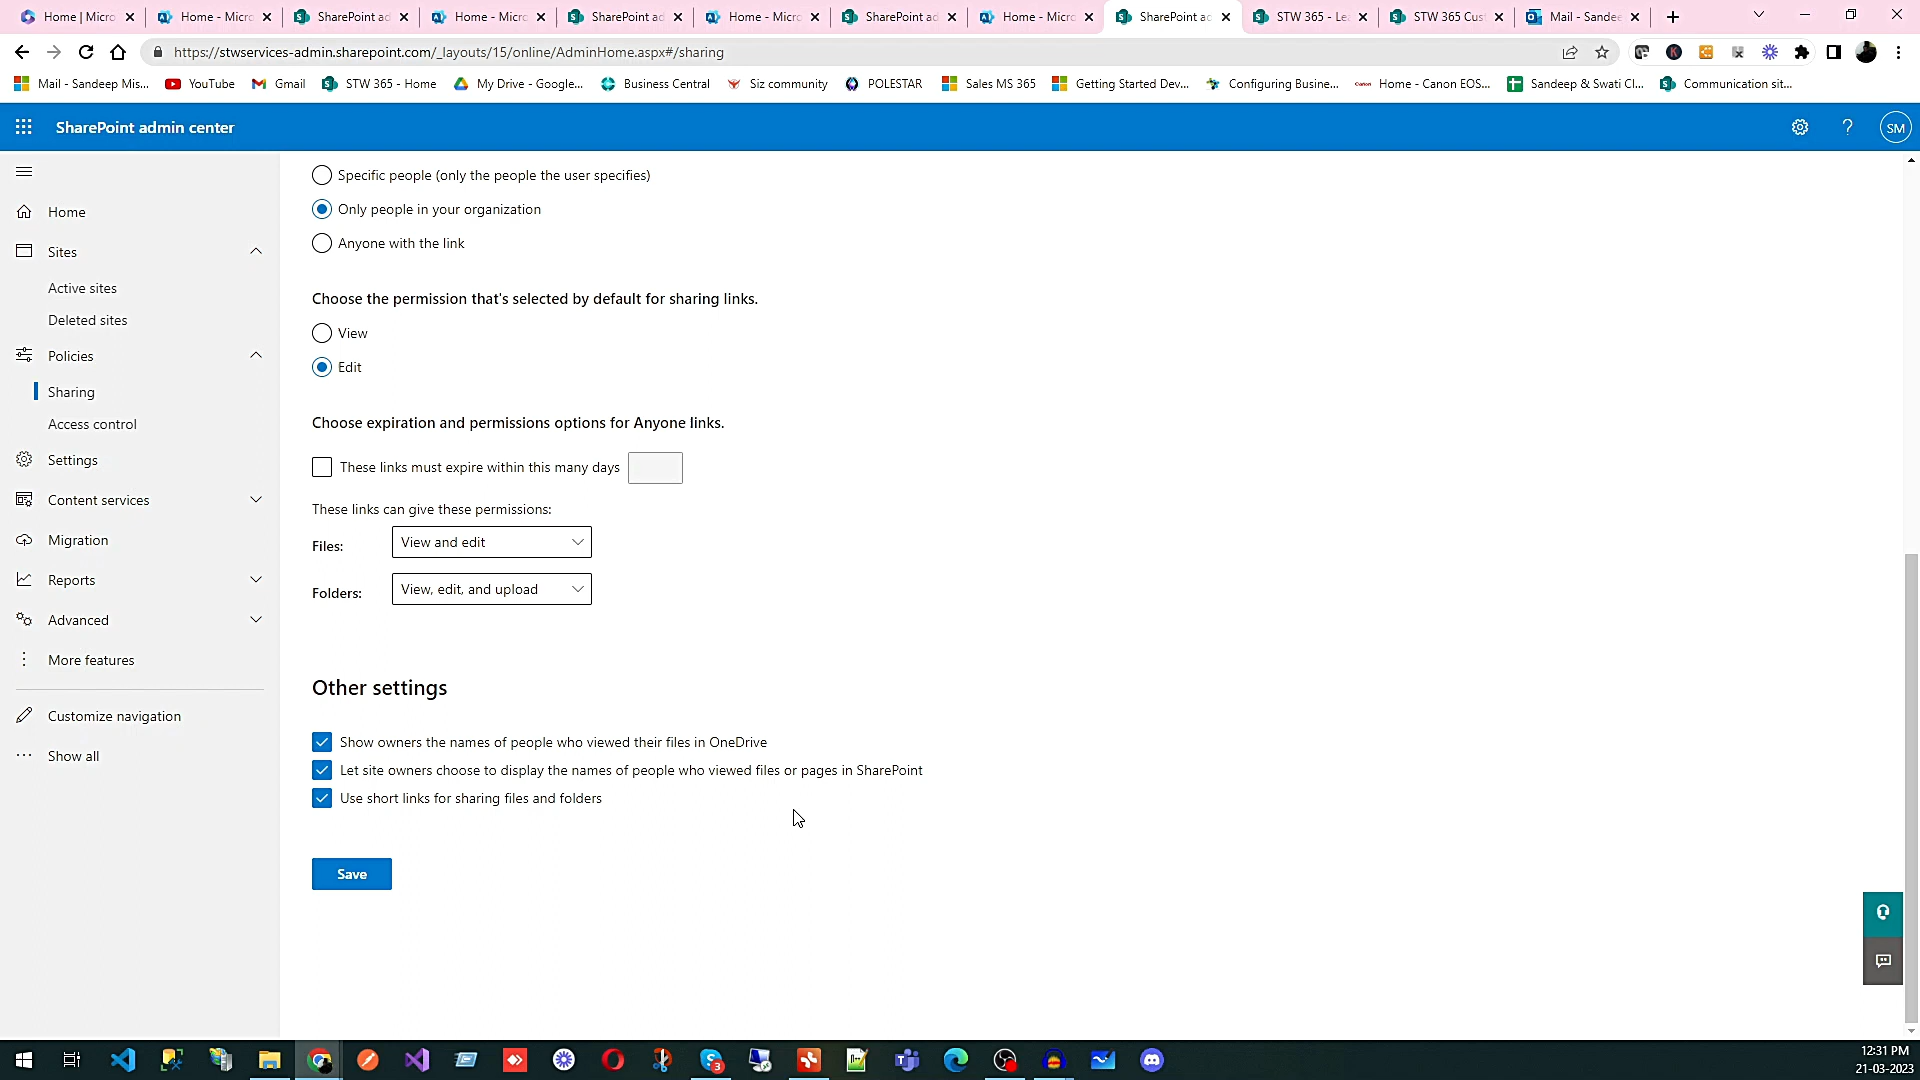 Home | Micro
Home - Micro
SharePoint ad
Home - Micro
SharePoint ad
Home - Micro
SharePoint ad
Home - Micro
SharePoint ad
STW 365 - Le
STW 365 Cus
Mail - Sandee
https://stwservices-admin.sharepoint.com/_layouts/15/online/AdminHome.aspx#/sharing
Mail - Sandeep Mis...
YouTube
Gmail
STW 365 - Home
My Drive - Google...
Business Central
Siz community
POLESTAR
Sales MS 365
Getting Started Dev...
Configuring Busine...
Home - Canon EOS...
Sandeep & Swati Cl...
Communication sit...
SharePoint admin center
?
SM
Home
Sites
Active sites
Deleted sites
Policies
Sharing
Access control
Settings
Content services
Migration
Reports
Advanced
More features
Customize navigation
Show all
Specific people (only the people the user specifies)
Only people in your organization
Anyone with the link
Choose the permission that's selected by default for sharing links.
View
Edit
Choose expiration and permissions options for Anyone links.
These links must expire within this many days
These links can give these permissions:
Files: View and edit
Folders: View, edit, and upload
Other settings
Show owners the names of people who viewed their files in OneDrive
Let site owners choose to display the names of people who viewed files or pages in SharePoint
Use short links for sharing files and folders
Save
3
12:31 PM
21-03-2023